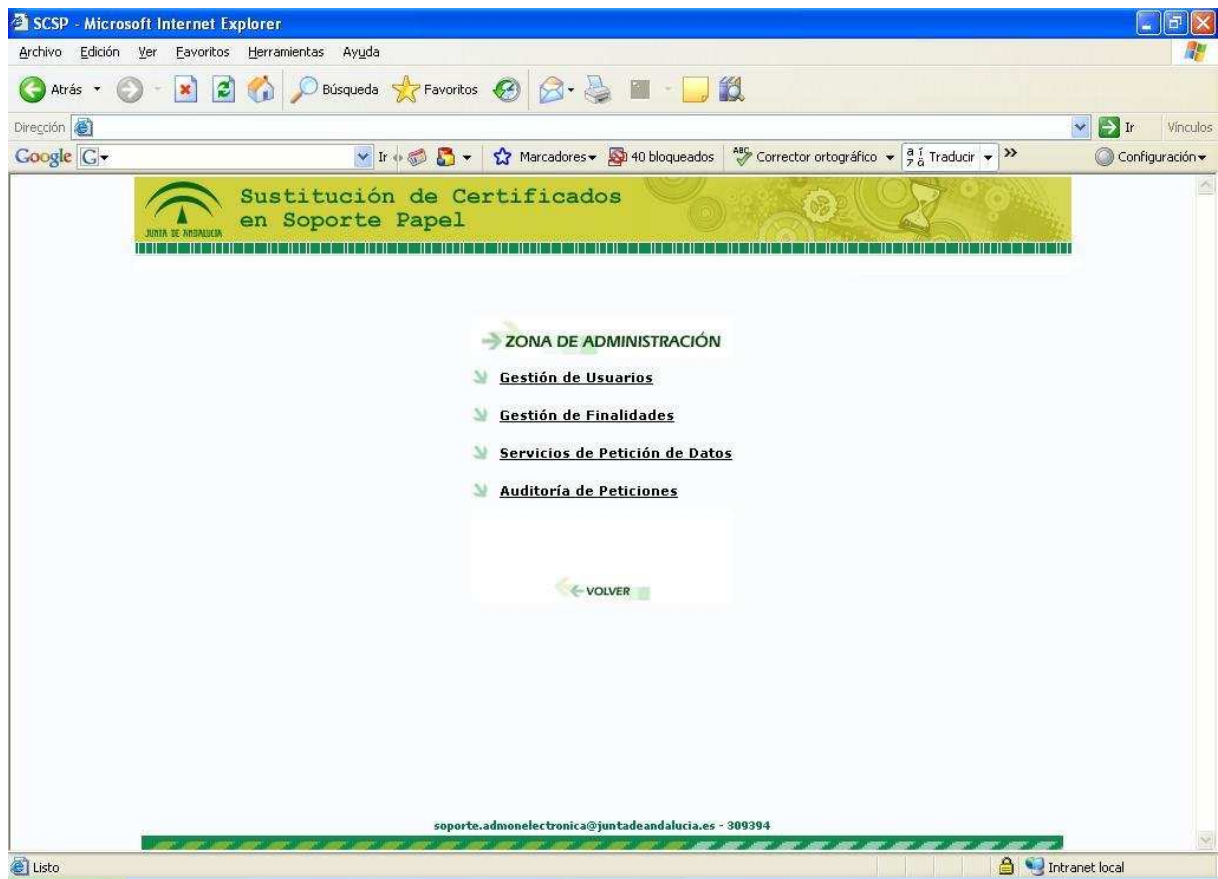 SCSP - Microsoft Internet Explorer
Archivo Edición Ver Favoritos Herramientas Ayuda
Atrás Búsqueda Favoritos
Dirección Ir Vínculos
Google G Ir Marcadores 40 bloqueados ABC Corrector ortográfico Traducir » Configuración
Sustitución de Certificados
en Soporte Papel
JUNTA DE ANDALUCIA
ZONA DE ADMINISTRACIÓN
Gestión de Usuarios
Gestión de Finalidades
Servicios de Petición de Datos
Auditoría de Peticiones
VOLVER
soporte.admonelectronica@juntadeandalucia.es - 309394
Listo Intranet local